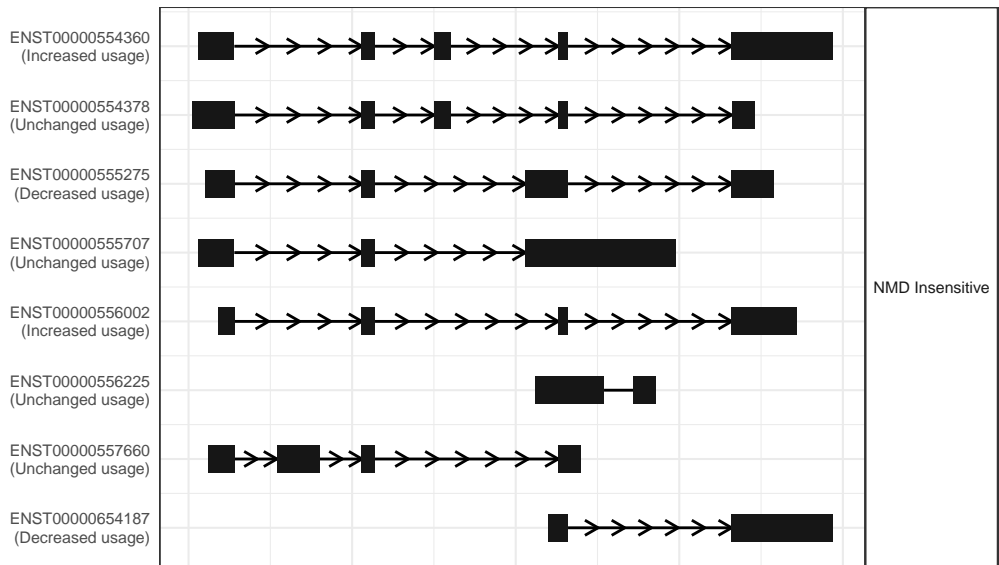 ENST00000554360
(Increased usage)
ENST00000554378
(Unchanged usage)
ENST00000555275
(Decreased usage)
ENST00000555707
(Unchanged usage)
NMD Insensitive
ENST00000556002
(Increased usage)
ENST00000556225
(Unchanged usage)
ENST00000557660
(Unchanged usage)
ENST00000654187
(Decreased usage)